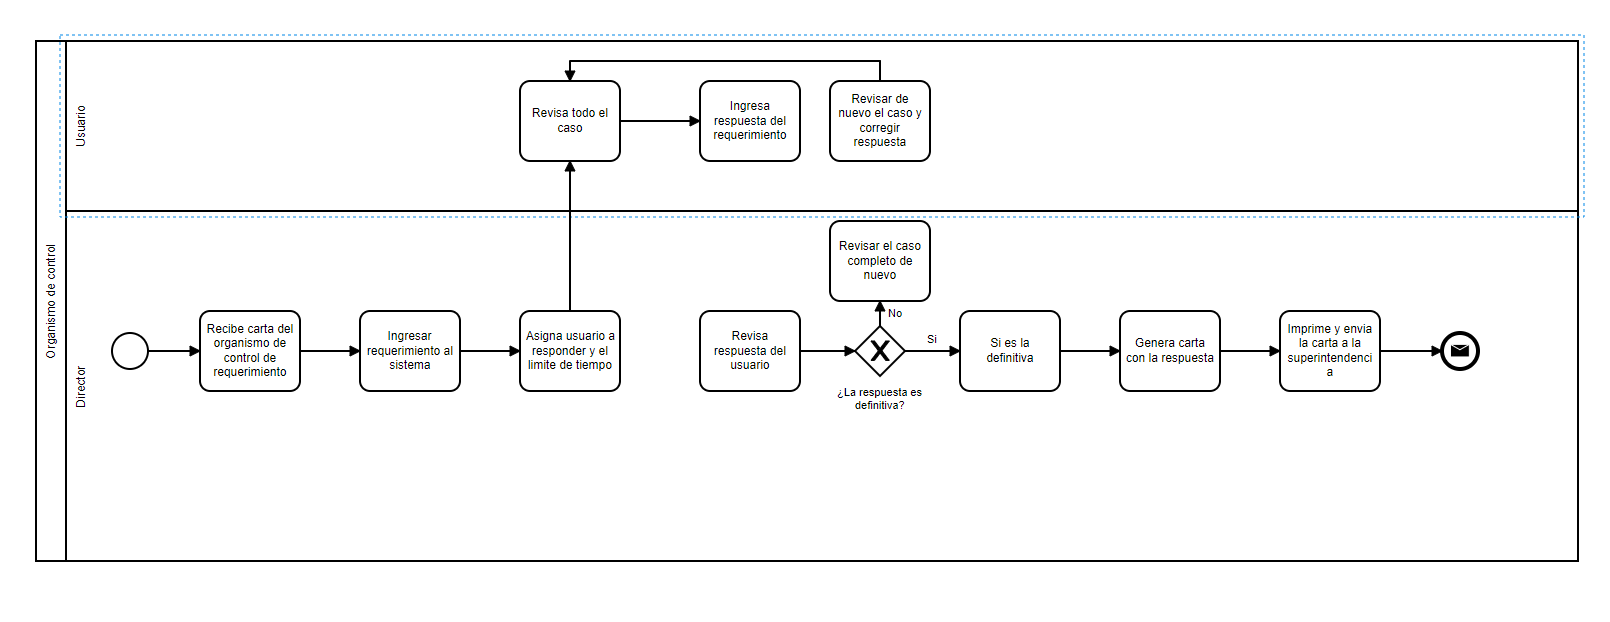 Organismo de control
Usuario
Revisa todo el
caso
Ingresa
respuesta del
requerimiento
Revisar de
nuevo el caso y
corregir
respuesta
Director
Recibe carta del
organismo de
control de
requerimiento
Ingresar
requerimiento al
sistema
Asigna usuario a
responder y el
limite de tiempo
Revisa
respuesta del
usuario
Revisar el caso
completo de
nuevo
No
¿La respuesta es
definitiva?
Si
Si es la
definitiva
Genera carta
con la respuesta
Imprime y envia
la carta a la
superintendenci
a